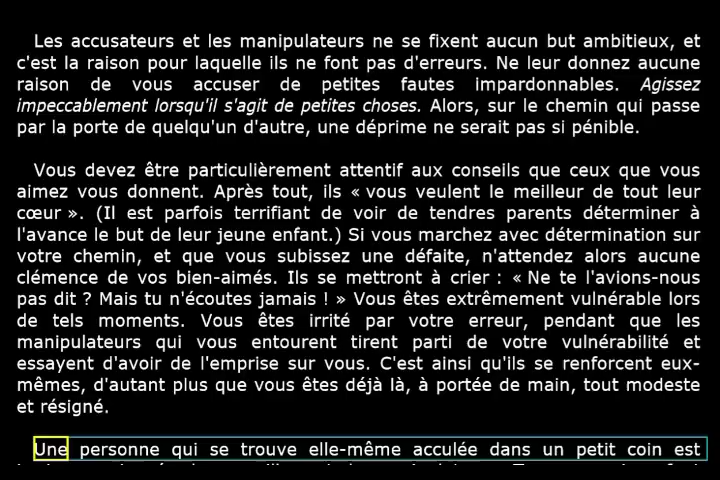 Les accusateurs et les manipulateurs ne se fixent aucun but ambitieux, et
c'est la raison pour laquelle ils ne font pas d'erreurs. Ne leur donnez aucune
raison de vous accuser de petites fautes impardonnables. Agissez
impeccablement lorsqu'il s'agit de petites choses. Alors, sur le chemin qui passe
par la porte de quelqu'un d'autre, une déprime ne serait pas si pénible.
Vous devez être particulièrement attentif aux conseils que ceux que vous
aimez vous donnent. Après tout, ils « vous veulent le meilleur de tout leur
cœur ». (Il est parfois terrifiant de voir de tendres parents déterminer à
l'avance le but de leur jeune enfant.) Si vous marchez avec détermination sur
votre chemin, et que vous subissez une défaite, n'attendez alors aucune
clémence de vos bien-aimés. Ils se mettront à crier : « Ne te l'avions-nous
pas dit ? Mais tu n'écoutes jamais ! » Vous êtes extrêmement vulnérable lors
de tels moments. Vous êtes irrité par votre erreur, pendant que les
manipulateurs qui vous entourent tirent parti de votre vulnérabilité et
essayent d'avoir de l'emprise sur vous. C'est ainsi qu'ils se renforcent eux-
mêmes, d'autant plus que vous êtes déjà là, à portée de main, tout modeste
et résigné.
Une personne qui se trouve elle-même acculée dans un petit coin est